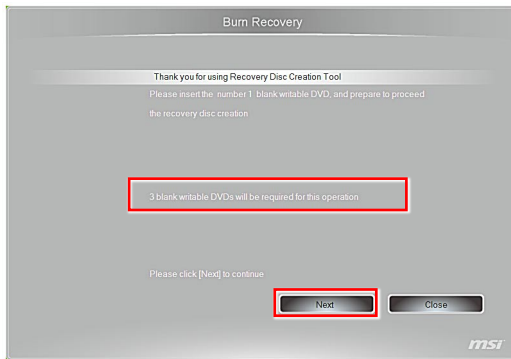 Burn Recovery
Thank you for using Recovery Disc Creation Tool
Please insert the number 1 blank writable DVD, and prepare to proceed
the recovery disc creation
3 blank writable DVDs will be required for this operation
Please click [Next] to continue
Next Close
msi